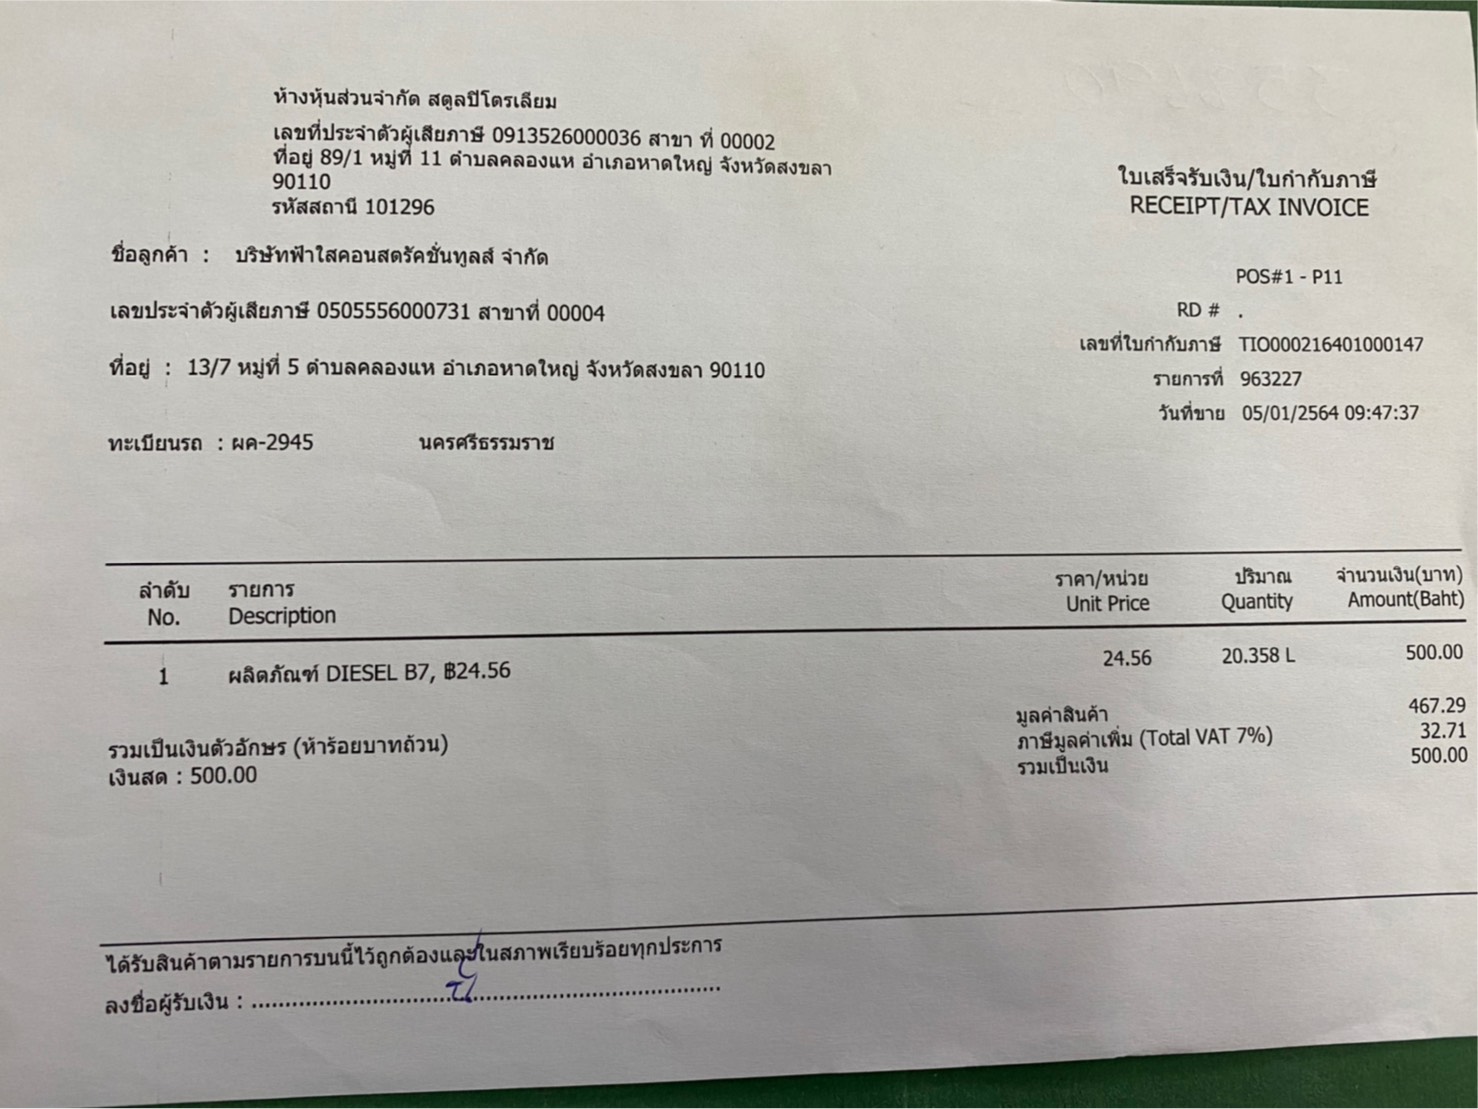 ห้างหุ้นส่วนจำกัด สตูลปิโตรเลียม
เลขที่ประจำตัวผู้เสียภาษี 0913526000036 สาขา ที่ 00002
ที่อยู่ 89/1 หมู่ที่ 11 ตำบลคลองแห อำเภอหาดใหญ่ จังหวัดสงขลา
90110
รหัสสถานี 101296
ใบเสร็จรับเงิน/ใบกำกับภาษี
RECEIPT/TAX INVOICE
ชื่อลูกค้า : บริษัทฟ้าใสคอนสตรัคชั่นทูลส์ จำกัด
POS#1 - P11
เลขประจำตัวผู้เสียภาษี 0505556000731 สาขาที่ 00004
RD # .
เลขที่ใบกำกับภาษี TIO000216401000147
ที่อยู่ : 13/7 หมู่ที่ 5 ตำบลคลองแห อำเภอหาดใหญ่ จังหวัดสงขลา 90110
รายการที่ 963227
วันที่ขาย 05/01/2564 09:47:37
ทะเบียนรถ : ผค-2945 นครศรีธรรมราช
ลำดับ รายการ ราคา/หน่วย ปริมาณ จำนวนเงิน(บาท)
No. Description Unit Price Quantity Amount(Baht)
1 ผลิตภัณฑ์ DIESEL B7, ฿24.56 24.56 20.358 L 500.00
มูลค่าสินค้า 467.29
รวมเป็นเงินตัวอักษร (ห้าร้อยบาทถ้วน) ภาษีมูลค่าเพิ่ม (Total VAT 7%) 32.71
เงินสด : 500.00 รวมเป็นเงิน 500.00
ได้รับสินค้าตามรายการบนนี้ไว้ถูกต้องและในสภาพเรียบร้อยทุกประการ
ลงชื่อผู้รับเงิน :